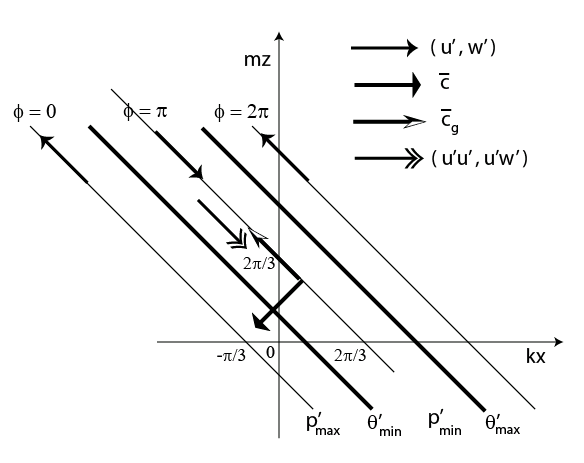 (u′, w′)
mz
c̅
ϕ = 0
ϕ = π
ϕ = 2π
c̅g
(u′u′, u′w′)
2π/3
-π/3
0
2π/3
kx
p′max
θ′min
p′min
θ′max